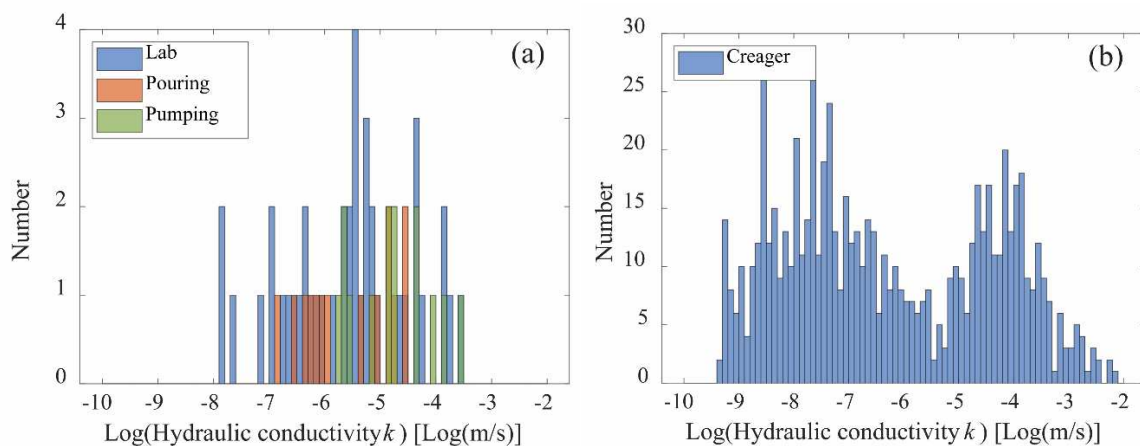 4
3
2
1
0
Number
Lab
Pouring
Pumping
(a)
-10 -9 -8 -7 -6 -5 -4 -3 -2
Log(Hydraulic conductivity k) [Log(m/s)]
30
25
20
15
10
5
0
Number
Creager
(b)
-10 -9 -8 -7 -6 -5 -4 -3 -2
Log(Hydraulic conductivity k) [Log(m/s)]